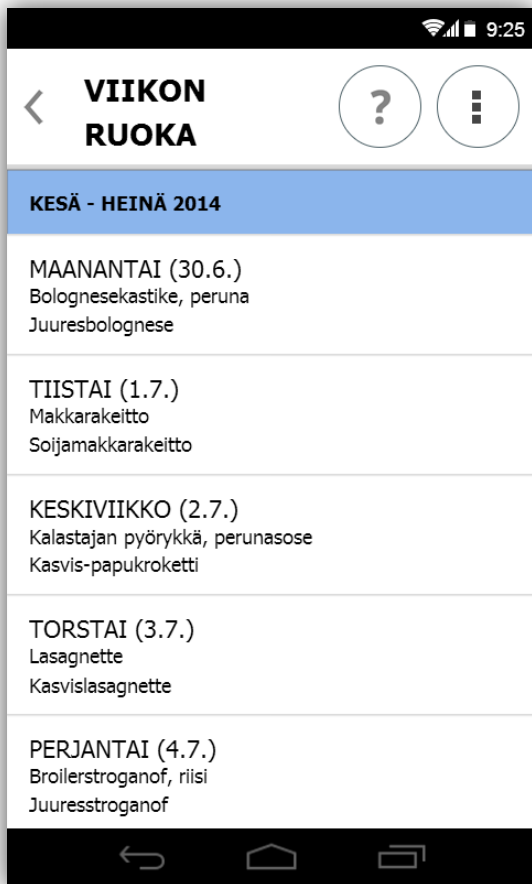 9:25
VIIKON
RUOKA
?
KESÄ - HEINÄ 2014
MAANANTAI (30.6.)
Bolognesekastike, peruna
Juuresbolognese
TIISTAI (1.7.)
Makkarakeitto
Soijamakkarakeitto
KESKIVIIKKO (2.7.)
Kalastajan pyörykkä, perunasose
Kasvis-papukroketti
TORSTAI (3.7.)
Lasagnette
Kasvislasagnette
PERJANTAI (4.7.)
Broilerstroganof, riisi
Juuresstroganof